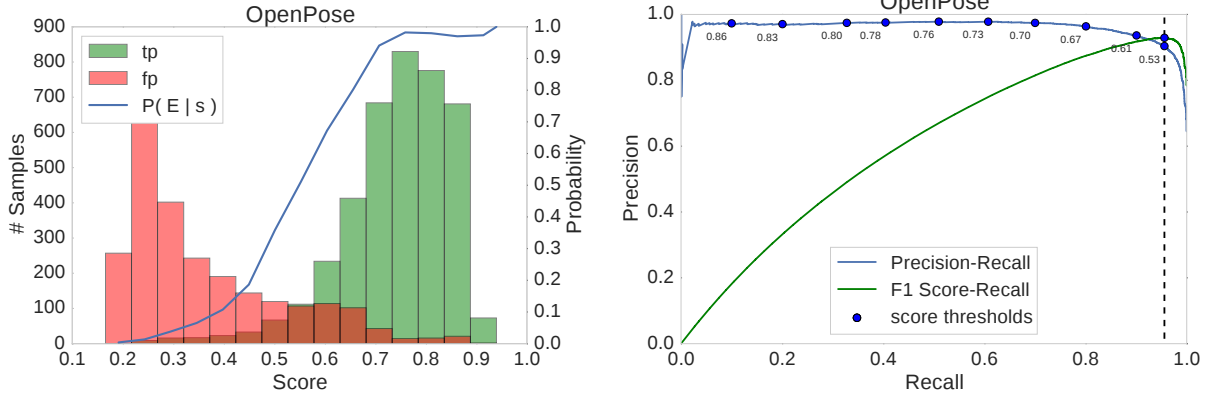 OpenPose
900
800
700
600
500
400
300
200
100
0
# Samples
tp
fp
P( E | s )
1.0
0.9
0.8
0.7
0.6
0.5
0.4
0.3
0.2
0.1
0.0
Probability
0.1 0.2 0.3 0.4 0.5 0.6 0.7 0.8 0.9 1.0
Score
OpenPose
1.0
0.8
0.6
0.4
0.2
0.0
Precision
0.86 0.83 0.80 0.78 0.76 0.73 0.70 0.67 0.61 0.53
Precision-Recall
F1 Score-Recall
score thresholds
0.0 0.2 0.4 0.6 0.8 1.0
Recall